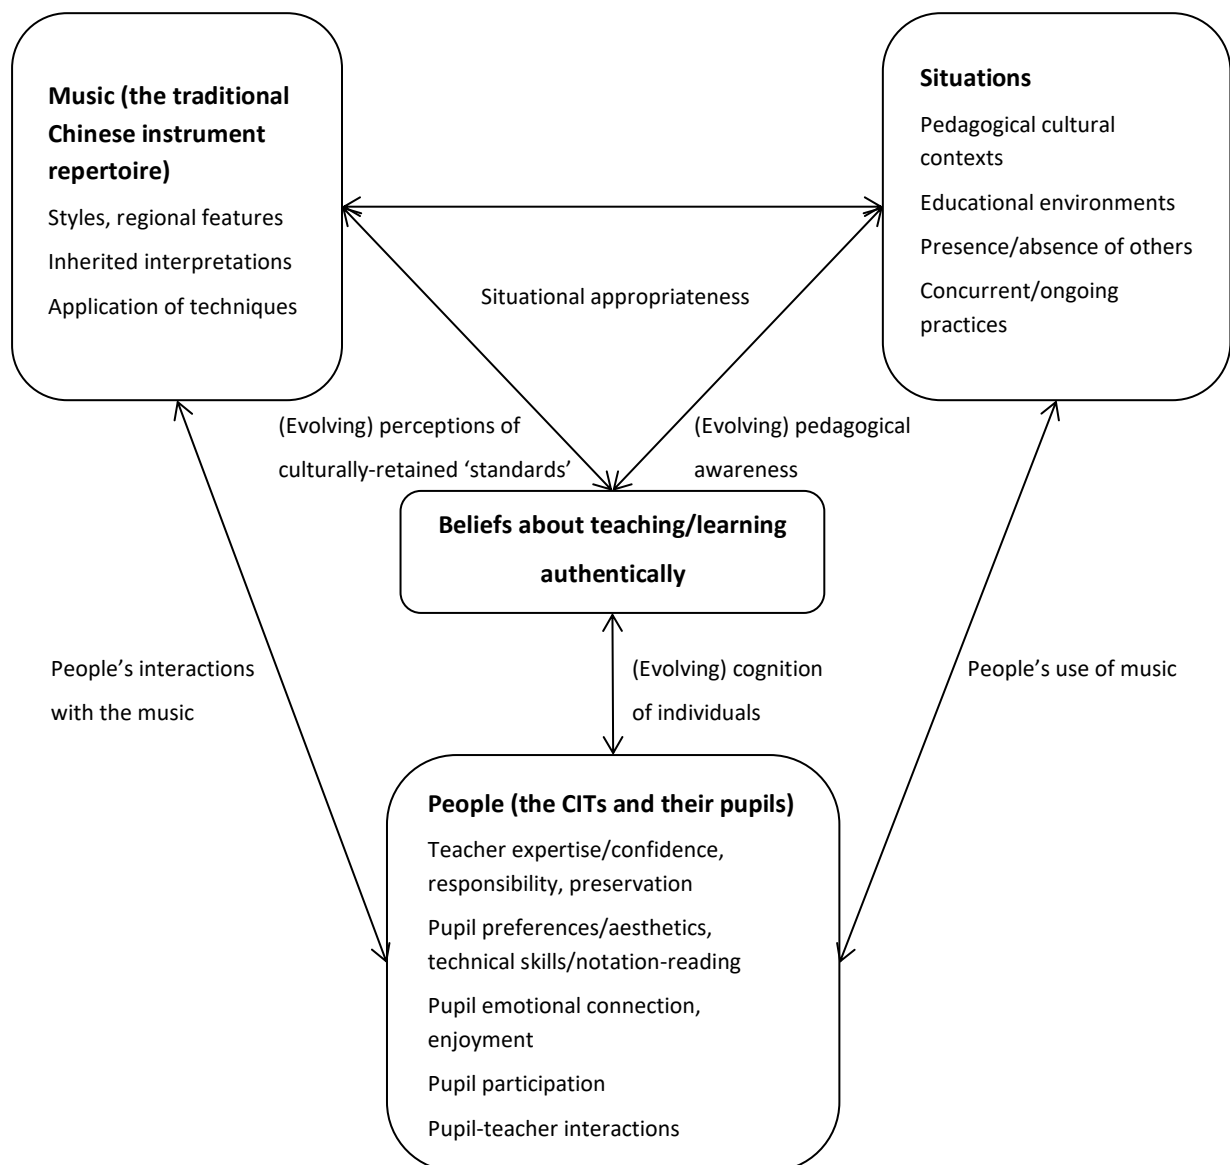 Music (the traditional
Chinese instrument
repertoire)
Styles, regional features
Inherited interpretations
Application of techniques
Situations
Pedagogical cultural
contexts
Educational environments
Presence/absence of others
Concurrent/ongoing
practices
Situational appropriateness
(Evolving) perceptions of
culturally-retained ‘standards’
(Evolving) pedagogical
awareness
Beliefs about teaching/learning
authentically
People’s interactions
with the music
(Evolving) cognition
of individuals
People’s use of music
People (the CITs and their pupils)
Teacher expertise/confidence,
responsibility, preservation
Pupil preferences/aesthetics,
technical skills/notation-reading
Pupil emotional connection,
enjoyment
Pupil participation
Pupil-teacher interactions